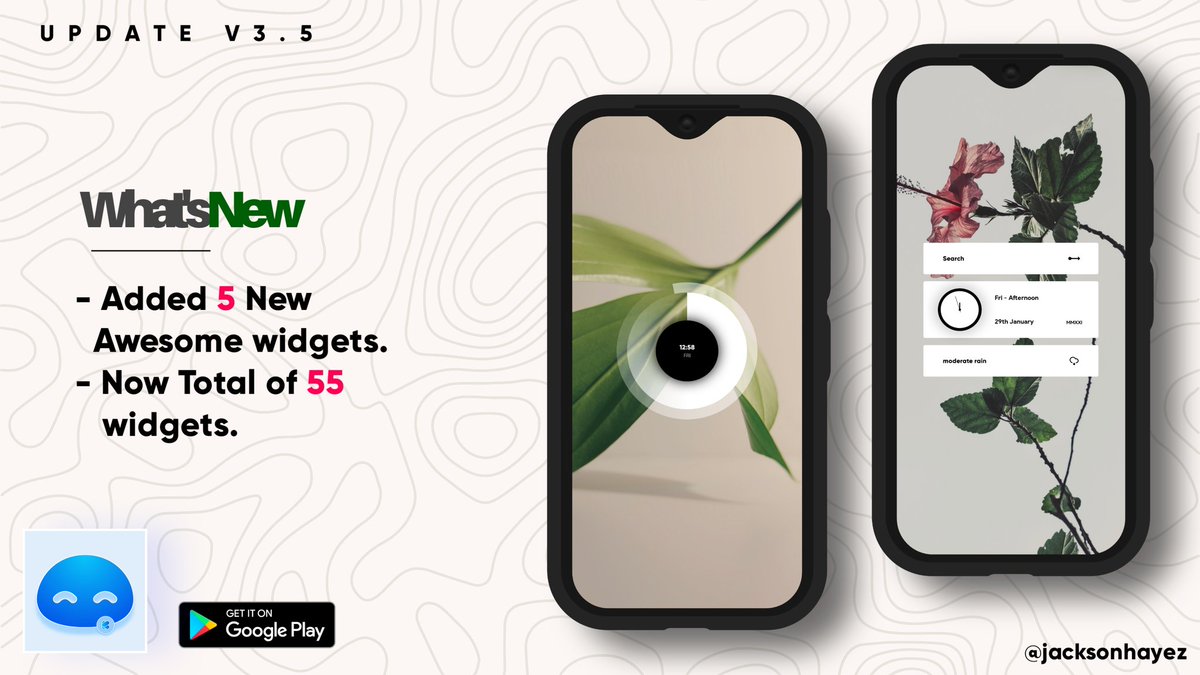 UPDATE V3.5
What'sNew
- Added 5 New
Awesome widgets.
- Now Total of 55
widgets.
GET IT ON
Google Play
12:58
FRI
Search
Fri - Afternoon
29th January
MMXXI
moderate rain
@jacksonhayez